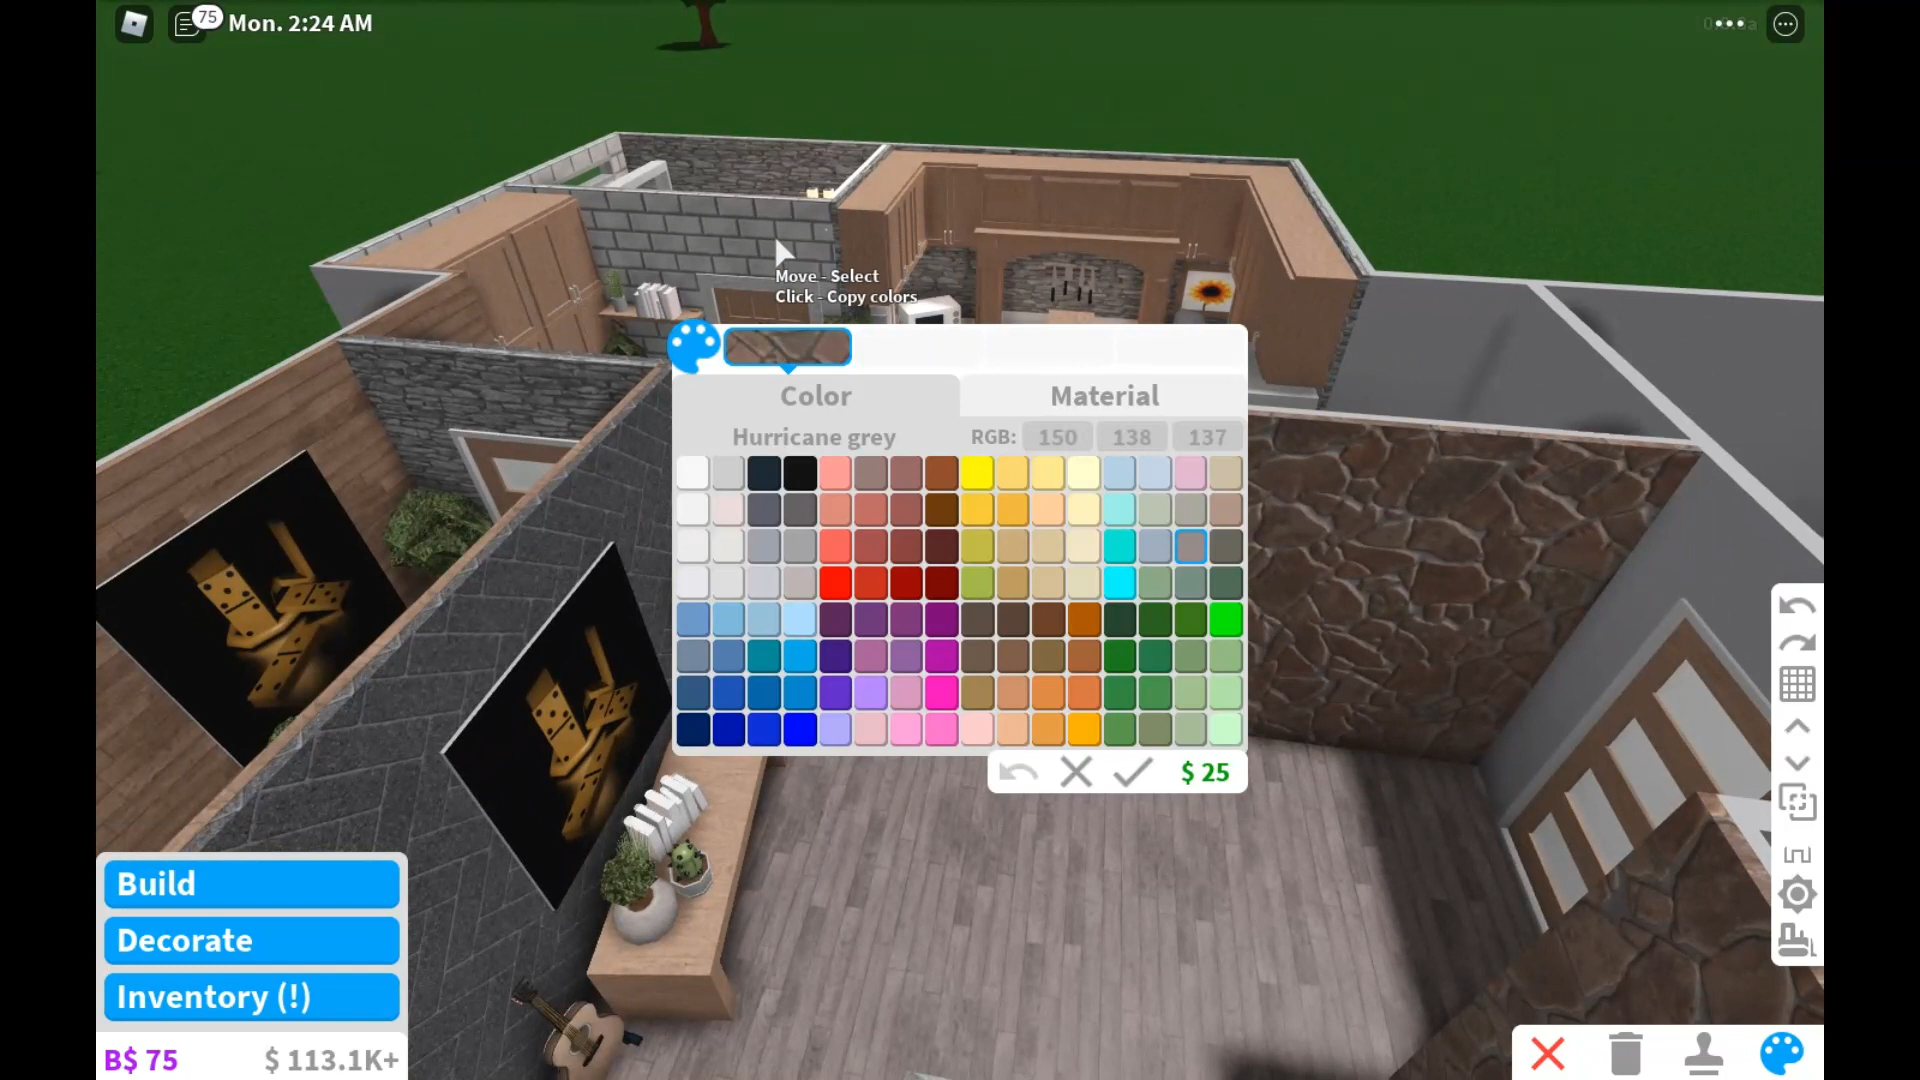 75 Mon. 2:24 AM
Move - Select
Click - Copy colors
Color
Material
Hurricane grey
RGB: 150 138 137
$ 25
Build
Decorate
Inventory (!)
B$ 75
$ 113.1K+